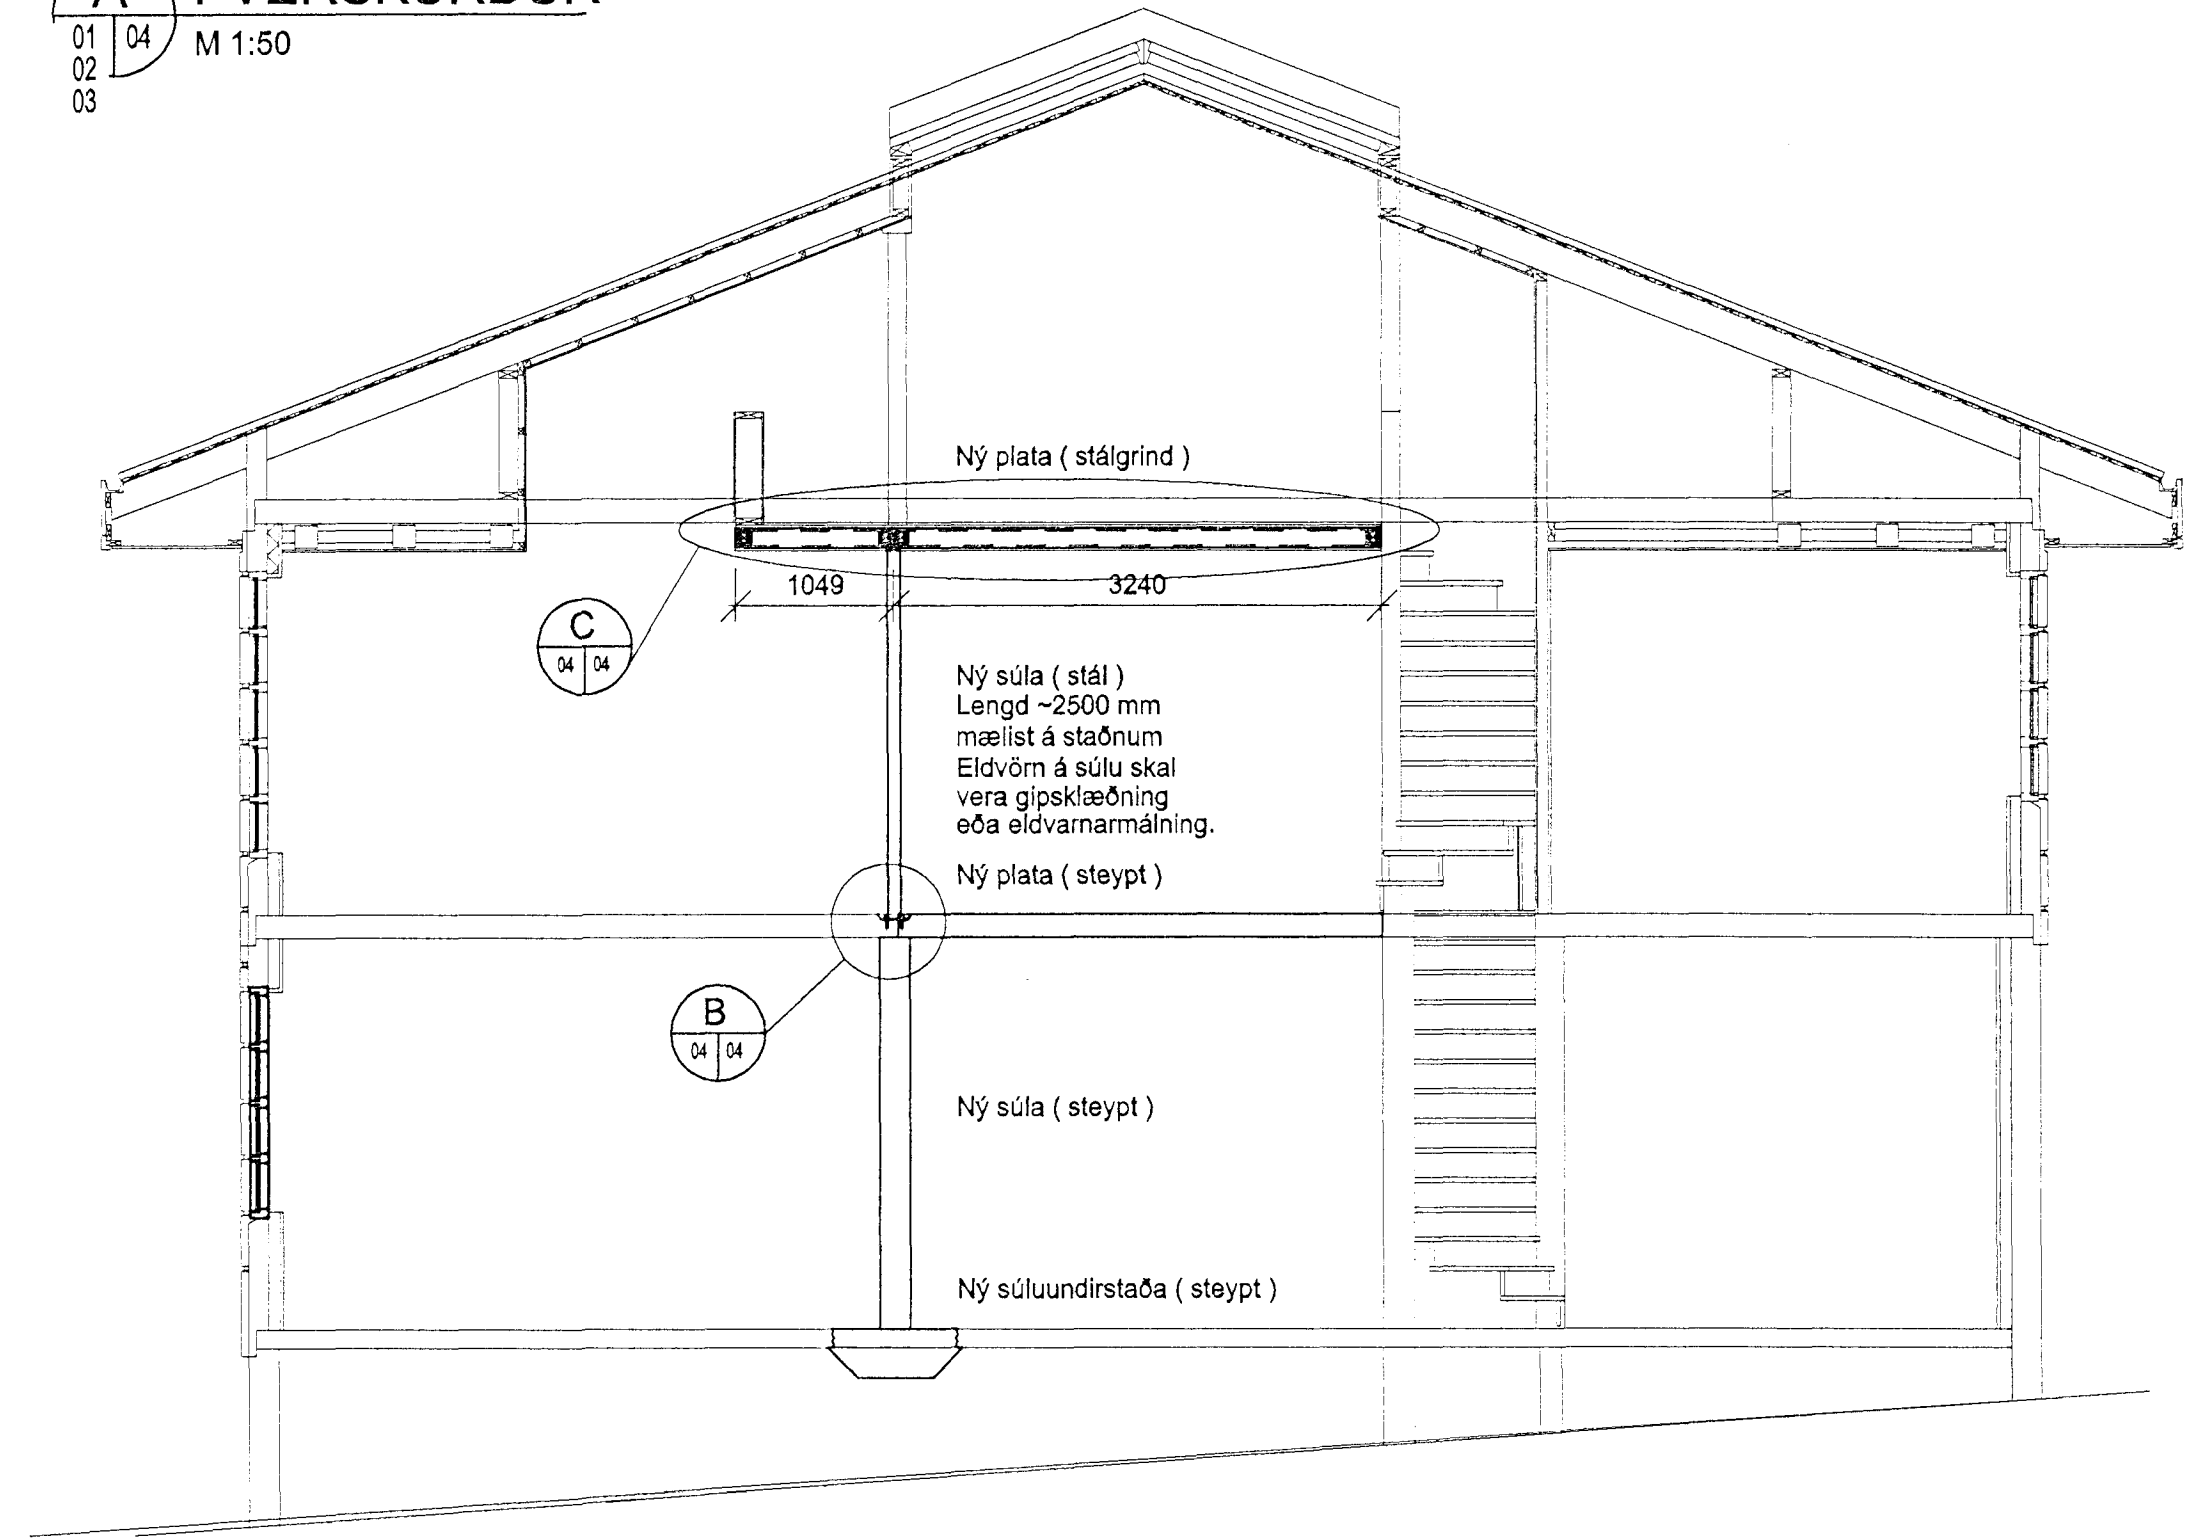 A
01 04
02
03
M 1:50
Ný plata ( stálgrind )
1049
3240
C
04 04
Ný súla ( stál )
Lengd ~2500 mm
mælist á staðnum
Eldvörn á súlu skal
vera gipsklæðning
eða eldvarnarmálning.
Ný plata ( steypt )
B
04 04
Ný súla ( steypt )
Ný súluundirstaða ( steypt )